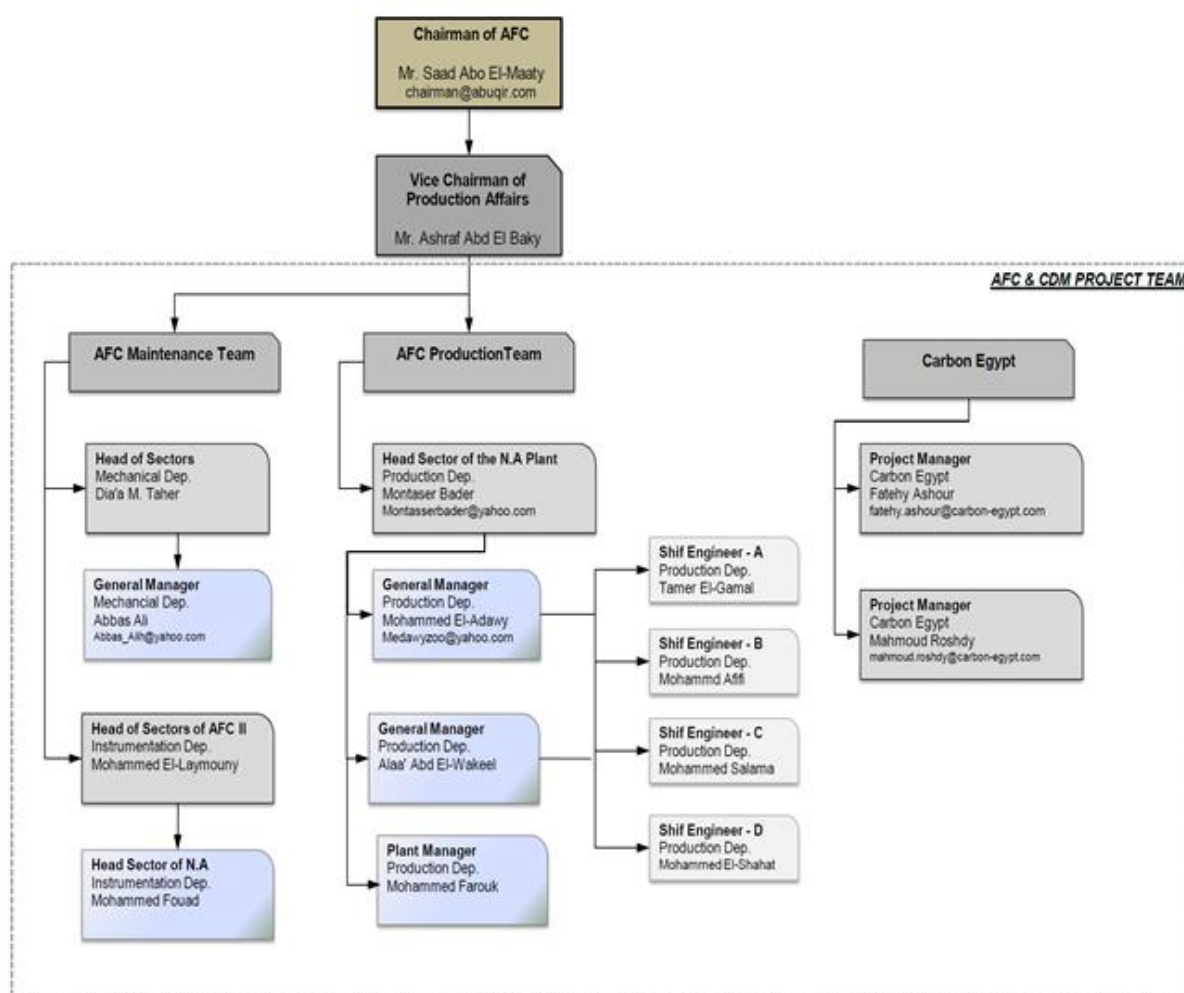 Chairman of AFC
Mr. Saad Abo El-Maaty
chairman@abuqir.com
Vice Chairman of
Production Affairs
Mr. Ashraf Abd El Baky
AFC & CDM PROJECT TEAM
AFC Maintenance Team
Head of Sectors
Mechanical Dep.
Dia'a M. Taher
General Manager
Mechancial Dep.
Abbas Ali
Abbas_Alih@yahoo.com
Head of Sectors of AFC II
Instrumentation Dep.
Mohammed El-Laymouny
Head Sector of N.A
Instrumentation Dep.
Mohammed Fouad
AFC ProductionTeam
Head Sector of the N.A Plant
Production Dep.
Montaser Bader
Montasserbader@yahoo.com
General Manager
Production Dep.
Mohammed El-Adawy
Medawyzoo@yahoo.com
General Manager
Production Dep.
Alaa' Abd El-Wakeel
Plant Manager
Production Dep.
Mohammed Farouk
Shif Engineer - A
Production Dep.
Tamer El-Gamal
Shif Engineer - B
Production Dep.
Mohammd Afifi
Shif Engineer - C
Production Dep.
Mohammed Salama
Shif Engineer - D
Production Dep.
Mohammed El-Shahat
Carbon Egypt
Project Manager
Carbon Egypt
Fatehy Ashour
fatehy.ashour@carbon-egypt.com
Project Manager
Carbon Egypt
Mahmoud Roshdy
mahmoud.roshdy@carbon-egypt.com